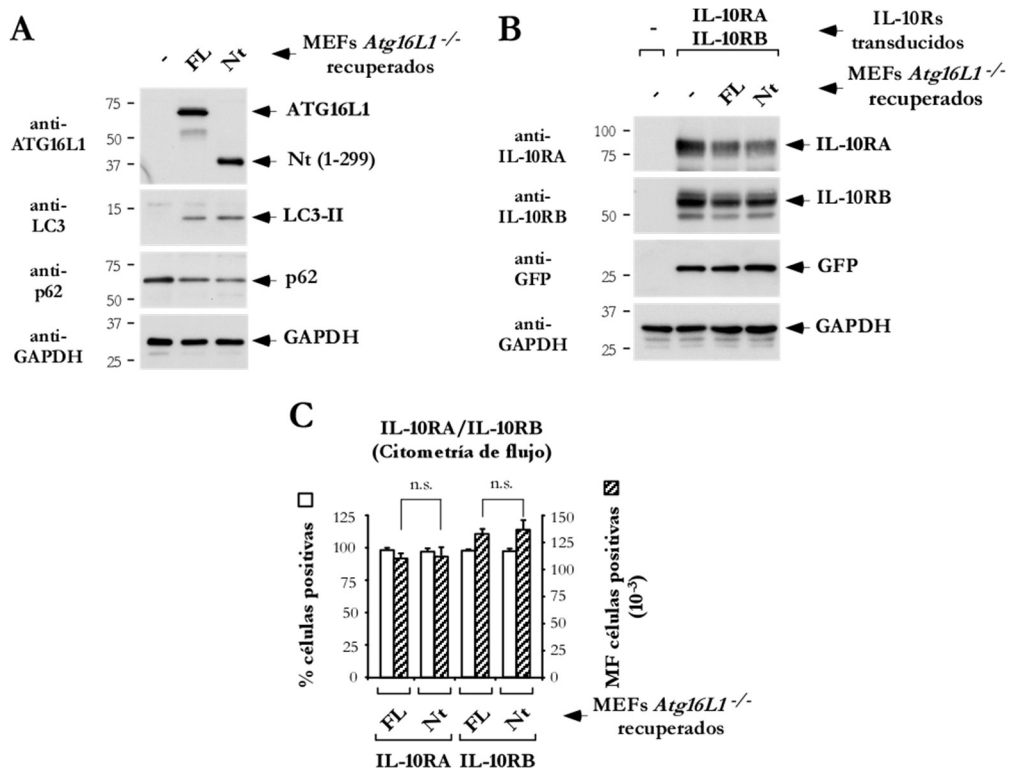 A
- FL Nt
MEFs Atg16L1 -/-
recuperados
anti-
ATG16L1
75
50
37
ATG16L1
Nt (1-299)
anti-
LC3
15
LC3-II
anti-
p62
75
50
p62
anti-
GAPDH
37
25
GAPDH
B
-
IL-10RA
IL-10RB
IL-10Rs
transducidos
- - FL Nt
MEFs Atg16L1-/-
recuperados
anti-
IL-10RA
100
75
IL-10RA
anti-
IL-10RB
50
IL-10RB
anti-
GFP
25
GFP
anti-
GAPDH
37
25
GAPDH
C
IL-10RA/IL-10RB
(Citometría de flujo)
n.s. n.s.
% células positivas
125
100
75
50
25
0
150
125
100
75
50
25
0
MF células positivas
(10-3)
FL Nt FL Nt
MEFs Atg16L1 -/-
recuperados
IL-10RA IL-10RB